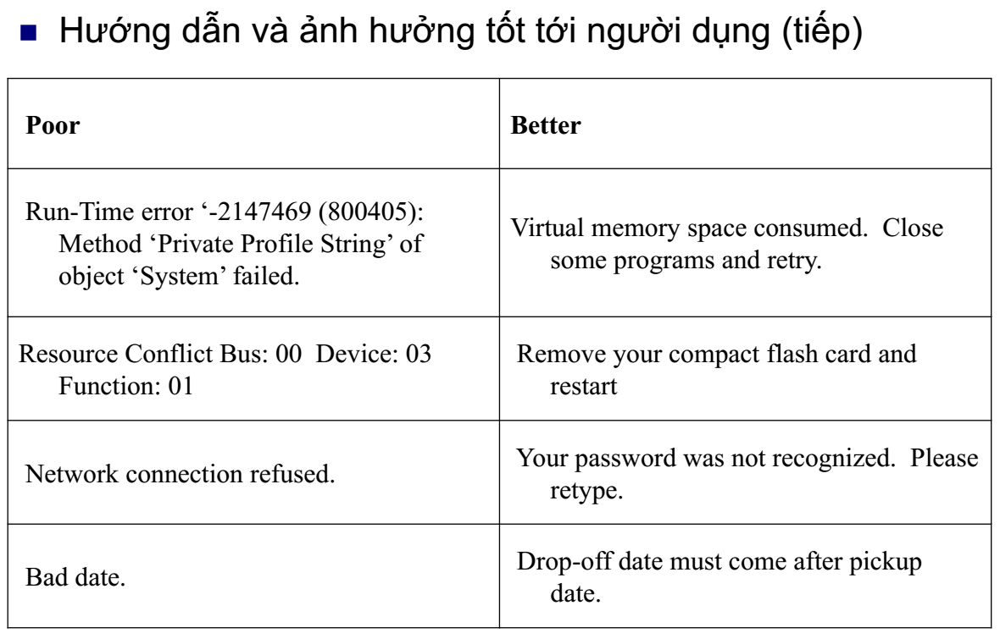 Hướng dẫn và ảnh hưởng tốt tới người dụng (tiếp)
Poor
Better
Run-Time error ‘-2147469 (800405):
Method ‘Private Profile String’ of
object ‘System’ failed.
Virtual memory space consumed.  Close
some programs and retry.
Resource Conflict Bus: 00  Device: 03
Function: 01
Remove your compact flash card and
restart
Network connection refused.
Your password was not recognized.  Please
retype.
Bad date.
Drop-off date must come after pickup
date.